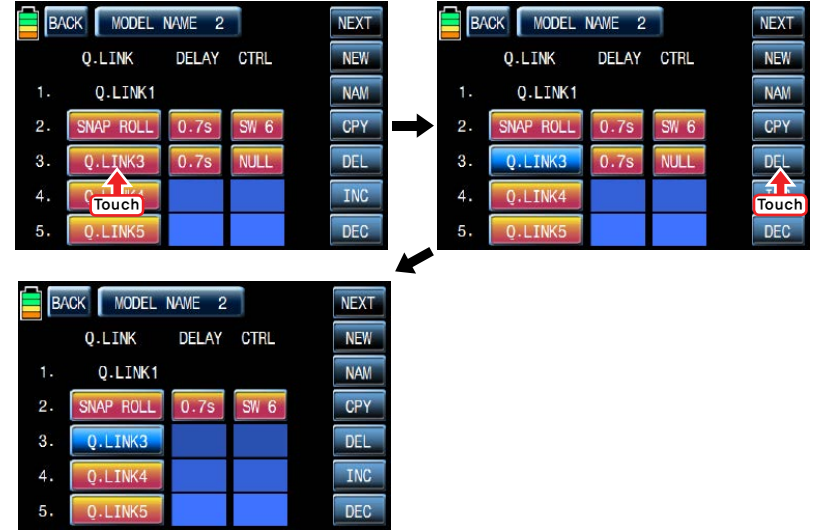 BACK MODEL NAME 2 NEXT
Q.LINK DELAY CTRL NEW
1. Q.LINK1 NAM
2. SNAP ROLL 0.7s SW 6 CPY
3. Q.LINK3 0.7s NULL DEL
4. INC
Touch
5. Q.LINK5 DEC
BACK MODEL NAME 2 NEXT
Q.LINK DELAY CTRL NEW
1. Q.LINK1 NAM
2. SNAP ROLL 0.7s SW 6 CPY
3. Q.LINK3 0.7s NULL DEL
4. Q.LINK4
Touch
5. Q.LINK5 DEC
BACK MODEL NAME 2 NEXT
Q.LINK DELAY CTRL NEW
1. Q.LINK1 NAM
2. SNAP ROLL 0.7s SW 6 CPY
3. Q.LINK3 DEL
4. Q.LINK4 INC
5. Q.LINK5 DEC